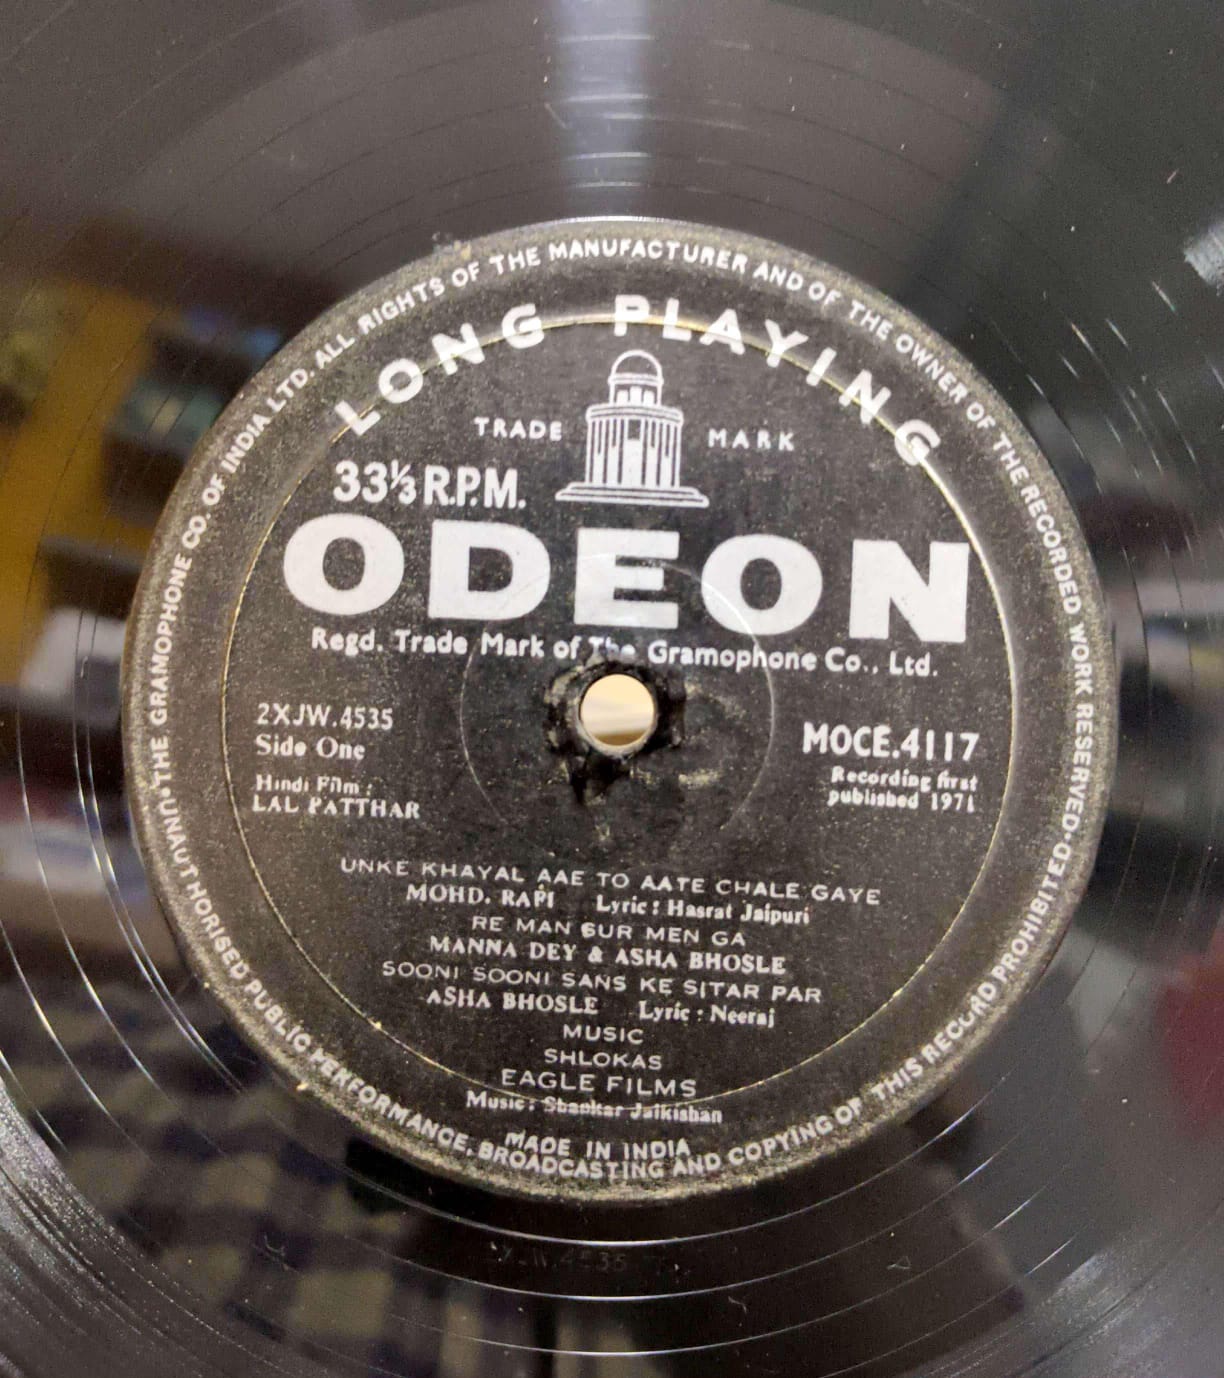 UNAUTHORISED PUBLIC PERFORMANCE, BROADCASTING AND COPYING OF THIS RECORD PROHIBITED·THE GRAMOPHONE CO. OF INDIA LTD. ALL RIGHTS OF THE MANUFACTURER AND OF THE OWNER OF THE RECORDED WORK RESERVED·
LONG PLAYING
TRADE MARK
33⅓ R.P.M.
ODEON
Regd. Trade Mark of The Gramophone Co., Ltd.
2XJW.4535
Side One
MOCE.4117
Recording first
published 1971
Hindi Film :
LAL PATTHAR
UNKE KHAYAL AAE TO AATE CHALE GAYE
MOHD. RAFI Lyric : Hasrat Jaipuri
RE MAN SUR MEN GA
MANNA DEY & ASHA BHOSLE
SOONI SOONI SANS KE SITAR PAR
ASHA BHOSLE Lyric : Neeraj
MUSIC
SHLOKAS
EAGLE FILMS
Music : Shankar Jaikishan
MADE IN INDIA